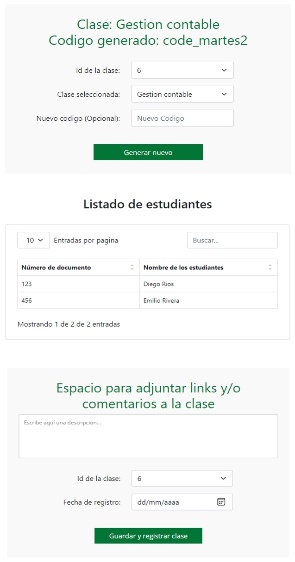 Clase: Gestion contable
Codigo generado: code_martes2
Id de la clase: 6
Clase seleccionada: Gestion contable
Nuevo codigo (Opcional): Nuevo Codigo
Generar nuevo
Listado de estudiantes
10 Entradas por pagina Buscar...
Número de documento Nombre de los estudiantes
123 Diego Rios
456 Emilio Rivera
Mostrando 1 de 2 de 2 entradas
Espacio para adjuntar links y/o
comentarios a la clase
Escribe aquí una descripción...
Id de la clase: 6
Fecha de registro: dd/mm/aaaa
Guardar y registrar clase